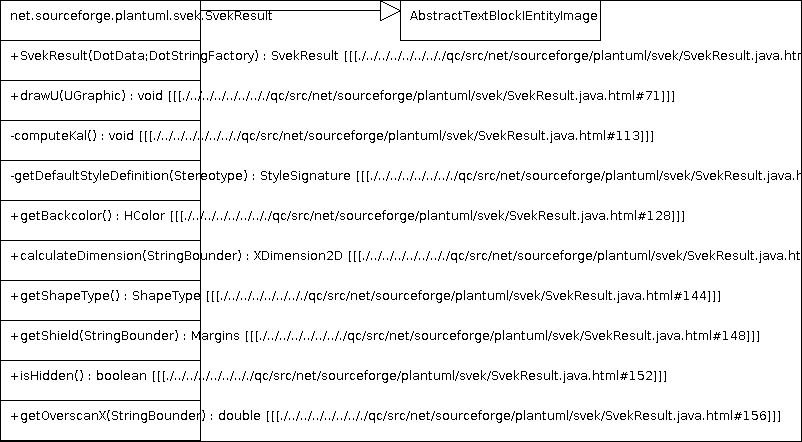 net.sourceforge.plantuml.svek.SvekResult
AbstractTextBlockIEntityImage
+SvekResult(DotData;DotStringFactory) : SvekResult [[[./../../../../../../../qc/src/net/sourceforge/plantuml/svek/SvekResult.java.htm
+drawU(UGraphic) : void [[[./../../../../../../../qc/src/net/sourceforge/plantuml/svek/SvekResult.java.html#71]]]
-computeKal() : void [[[./../../../../../../../qc/src/net/sourceforge/plantuml/svek/SvekResult.java.html#113]]]
-getDefaultStyleDefinition(Stereotype) : StyleSignature [[[./../../../../../../../qc/src/net/sourceforge/plantuml/svek/SvekResult.java.h
+getBackcolor() : HColor [[[./../../../../../../../qc/src/net/sourceforge/plantuml/svek/SvekResult.java.html#128]]]
+calculateDimension(StringBounder) : XDimension2D [[[./../../../../../../../qc/src/net/sourceforge/plantuml/svek/SvekResult.java.ht
+getShapeType() : ShapeType [[[./../../../../../../../qc/src/net/sourceforge/plantuml/svek/SvekResult.java.html#144]]]
+getShield(StringBounder) : Margins [[[./../../../../../../../qc/src/net/sourceforge/plantuml/svek/SvekResult.java.html#148]]]
+isHidden() : boolean [[[./../../../../../../../qc/src/net/sourceforge/plantuml/svek/SvekResult.java.html#152]]]
+getOverscanX(StringBounder) : double [[[./../../../../../../../qc/src/net/sourceforge/plantuml/svek/SvekResult.java.html#156]]]